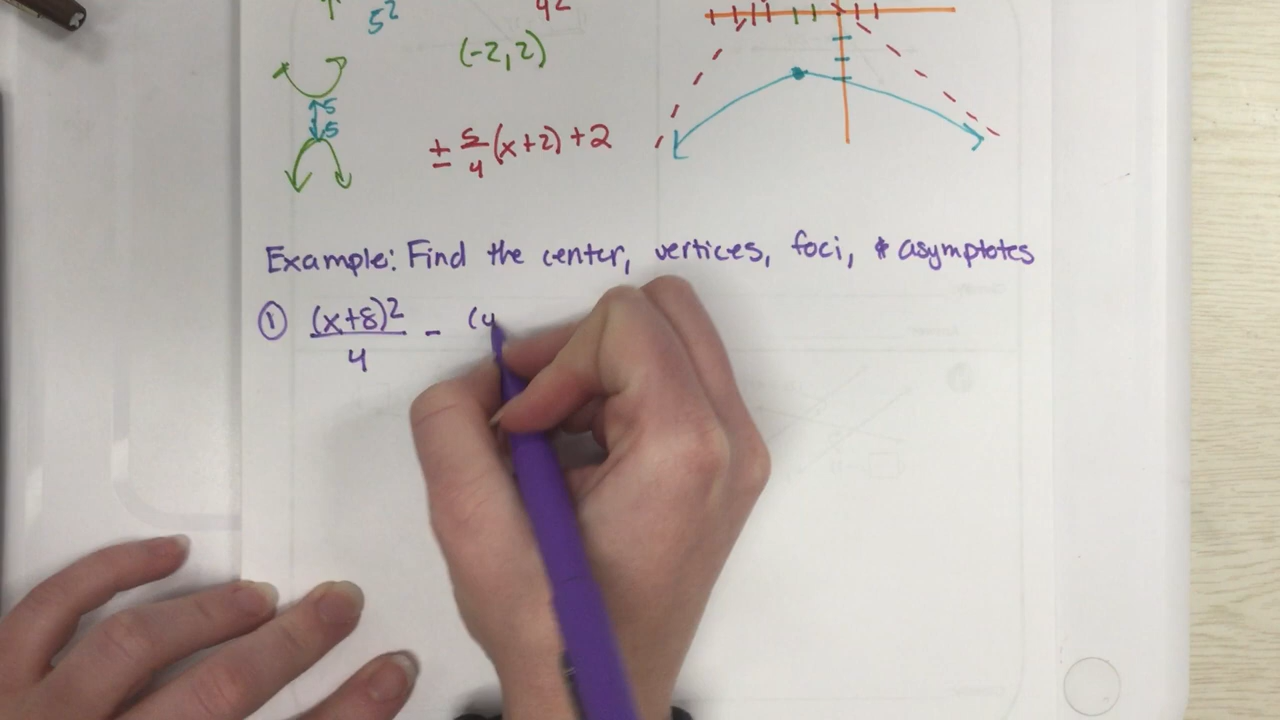 5² 4²
(-2,2)
5
5
± 5/4 (x+2) +2
Example: Find the center, vertices, foci, & asymptotes
① (x+8)²/4 - (y